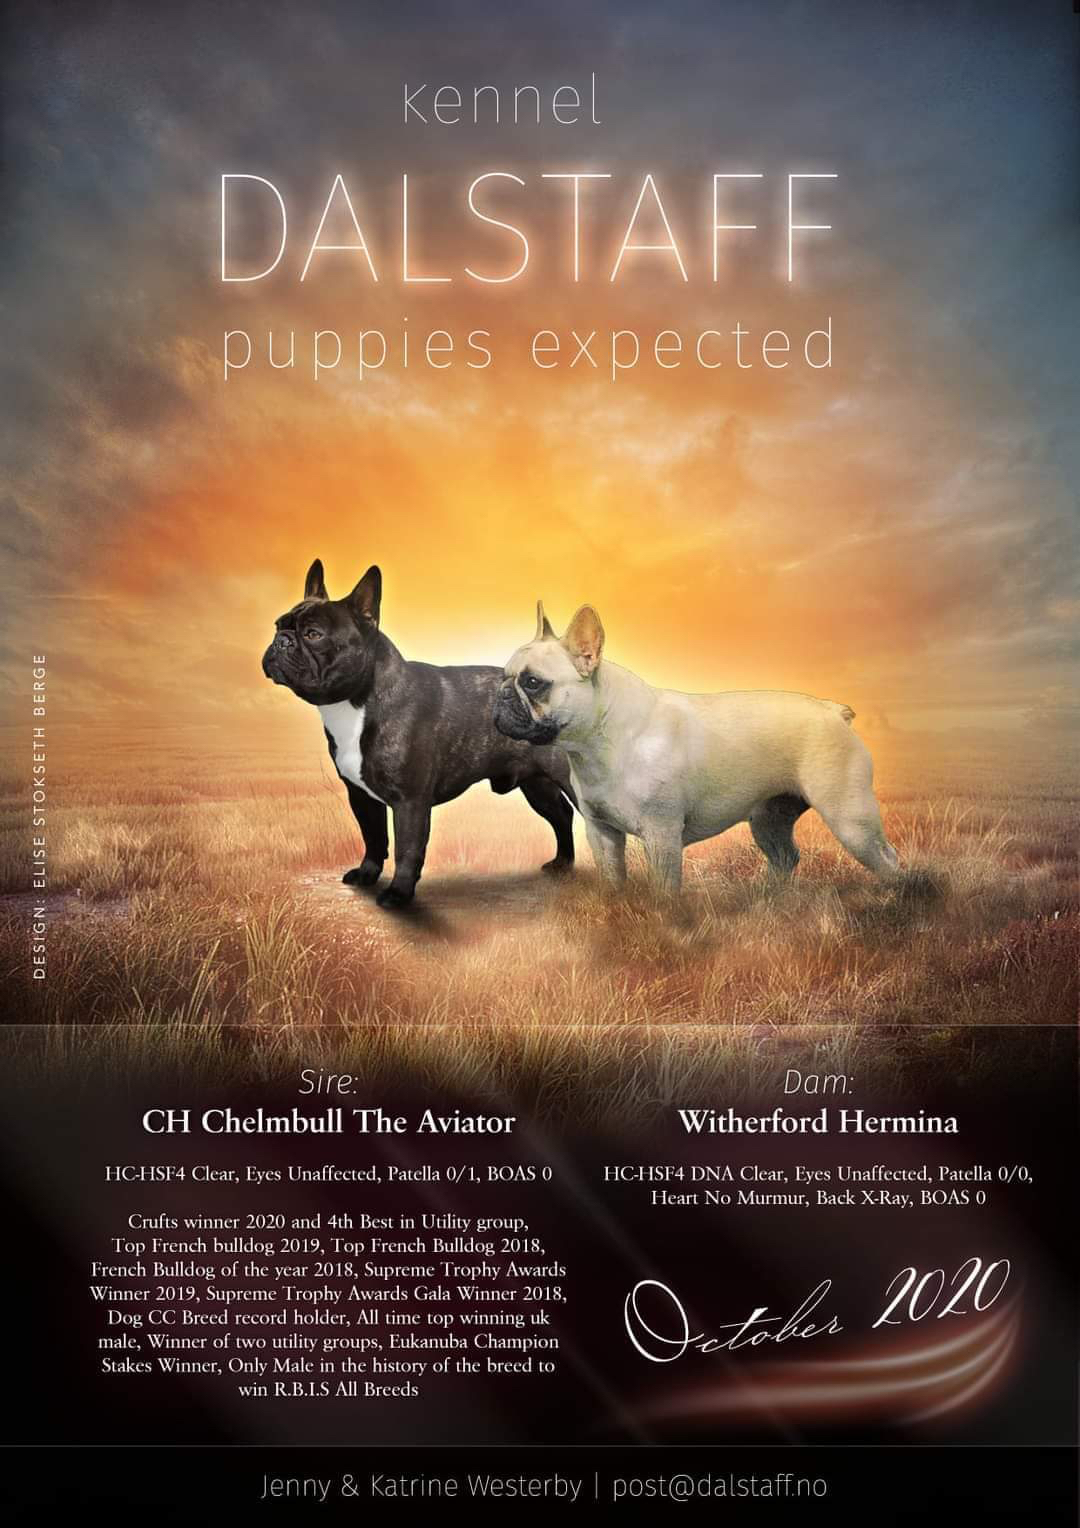 kennel
DALSTAFF
puppies expected
DESIGN: ELISE STOKSETH BERGE
Sire:
CH Chelmbull The Aviator
HC-HSF4 Clear, Eyes Unaffected, Patella 0/1, BOAS 0
Crufts winner 2020 and 4th Best in Utility group,
Top French bulldog 2019, Top French Bulldog 2018,
French Bulldog of the year 2018, Supreme Trophy Awards
Winner 2019, Supreme Trophy Awards Gala Winner 2018,
Dog CC Breed record holder, All time top winning uk
male, Winner of two utility groups, Eukanuba Champion
Stakes Winner, Only Male in the history of the breed to
win R.B.I.S All Breeds
Dam:
Witherford Hermina
HC-HSF4 DNA Clear, Eyes Unaffected, Patella 0/0,
Heart No Murmur, Back X-Ray, BOAS 0
October 2020
Jenny & Katrine Westerby | post@dalstaff.no